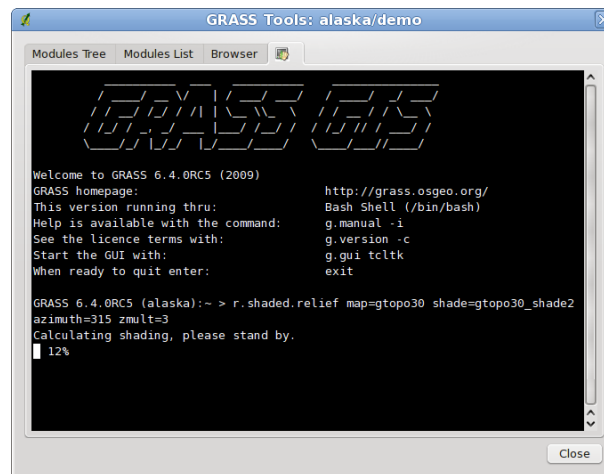 GRASS Tools: alaska/demo
Modules Tree Modules List Browser
GRASS GIS
Welcome to GRASS 6.4.0RC5 (2009)
GRASS homepage: http://grass.osgeo.org/
This version running thru: Bash Shell (/bin/bash)
Help is available with the command: g.manual -i
See the licence terms with: g.version -c
Start the GUI with: g.gui tcltk
When ready to quit enter: exit
GRASS 6.4.0RC5 (alaska):~ > r.shaded.relief map=gtopo30 shade=gtopo30_shade2
azimuth=315 zmult=3
Calculating shading, please stand by.
12%
Close